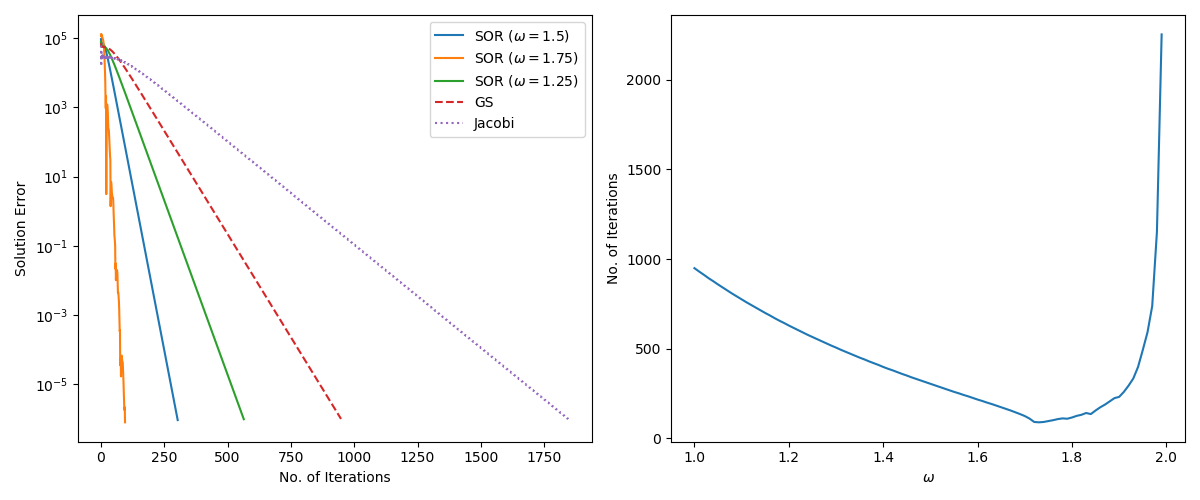 10^5
10^3
10^1
10^−1
10^−3
10^−5
Solution Error
0
250
500
750
1000
1250
1500
1750
No. of Iterations
SOR (ω = 1.5)
SOR (ω = 1.75)
SOR (ω = 1.25)
GS
Jacobi
2000
1500
1000
500
0
No. of Iterations
1.0
1.2
1.4
1.6
1.8
2.0
ω